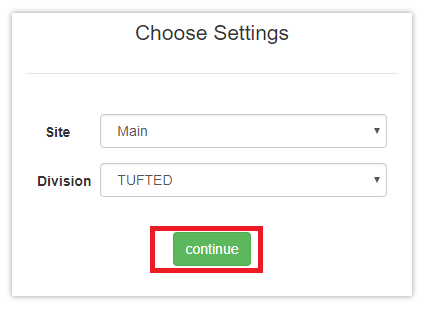 Choose Settings
Site Main
Division TUFTED
continue